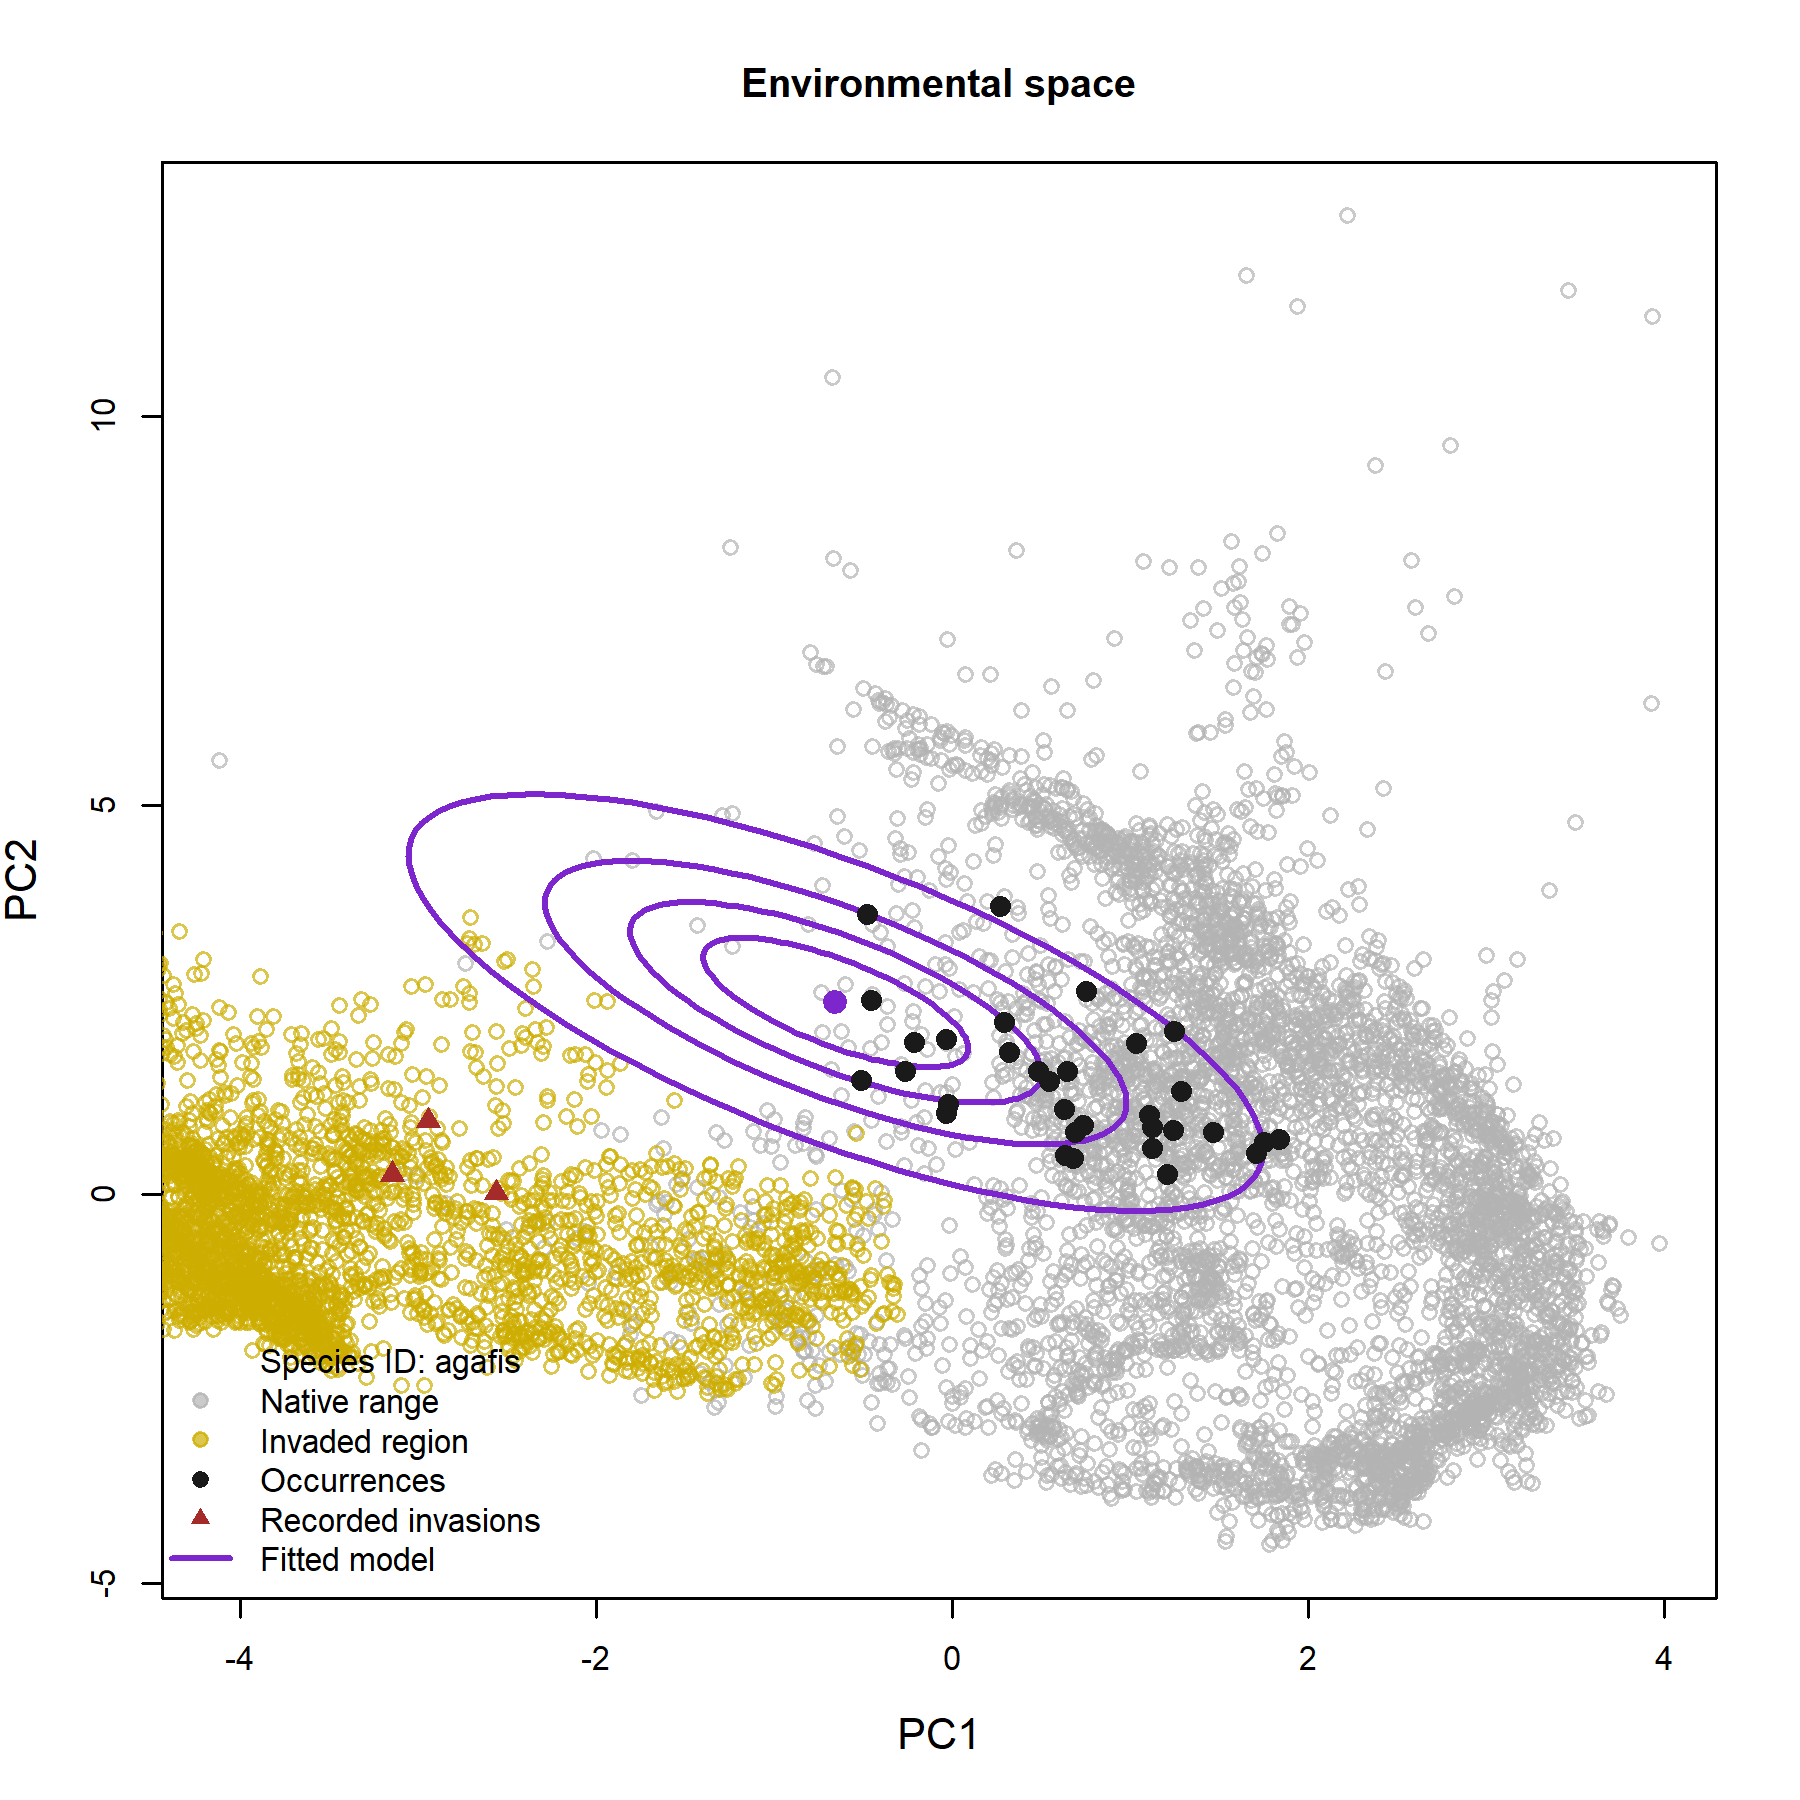 Environmental space
PC2
10
5
0
-5
Species ID: agafis
Native range
Invaded region
Occurrences
Recorded invasions
Fitted model
-4
-2
0
2
4
PC1